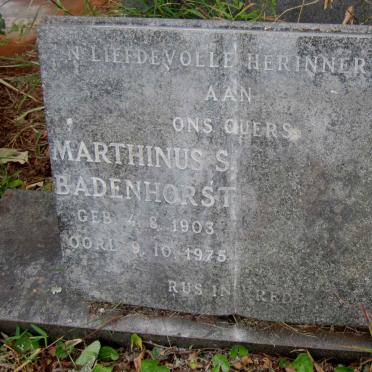 N LIEFDEVOLLE HERINNER
AAN
ONS OUERS
MARTHINUS S.
BADENHORST
GEB 4.8.1903
OORL 9.10.1975
RUS IN VREDE